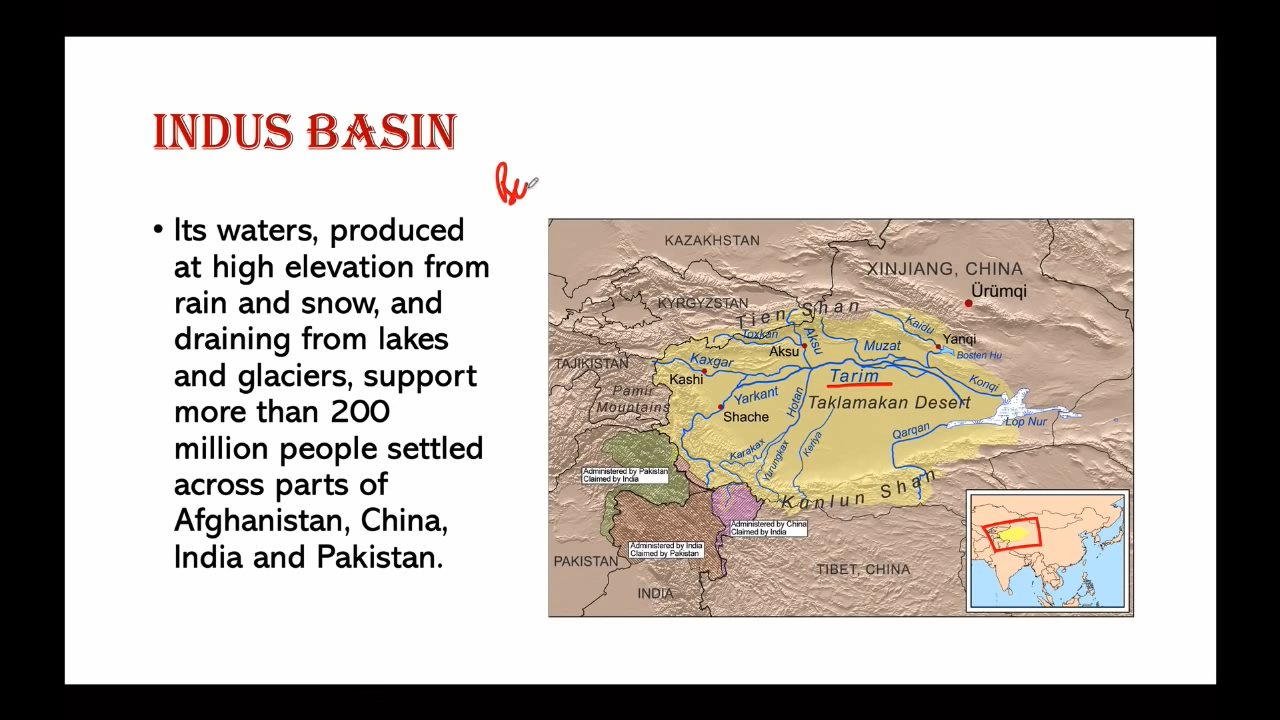 INDUS BASIN
• Its waters, produced
at high elevation from
rain and snow, and
draining from lakes
and glaciers, support
more than 200
million people settled
across parts of
Afghanistan, China,
India and Pakistan.
KAZAKHSTAN
XINJIANG, CHINA
Ürümqi
KYRGYZSTAN
Tien Shan
Kaidu
Toxkan
Aksu
Muzat
Yanqi
Aksu
Bosten Hu
TAJIKISTAN
Kaxgar
Kashi
Tarim
Konqi
Pamir
Mountains
Yarkant
Hotan
Taklamakan Desert
Shache
Lop Nur
Qarqan
Karakax
Yurungkax
Keriya
Administered by Pakistan
Claimed by India
Kunlun Shan
Administered by China
Claimed by India
Administered by India
Claimed by Pakistan
PAKISTAN
TIBET, CHINA
INDIA